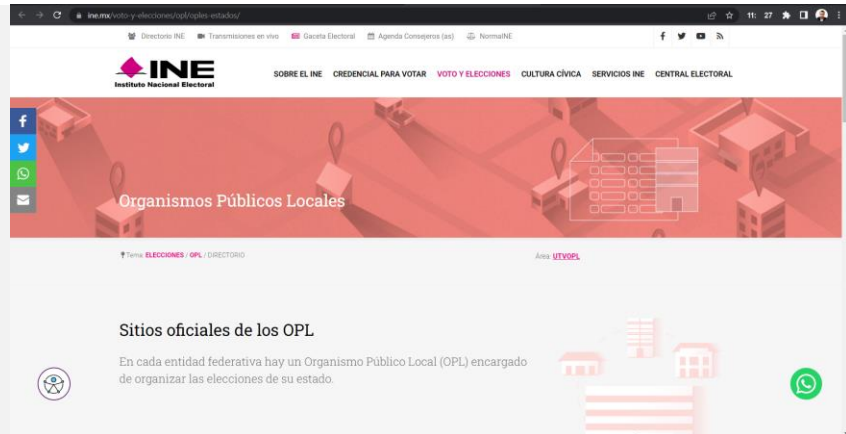 ine.mx/voto-y-elecciones/opl/oples-estados/
Directorio INE Transmisiones en vivo Gaceta Electoral Agenda Consejeros (as) NormaINE
INE
Instituto Nacional Electoral
SOBRE EL INE CREDENCIAL PARA VOTAR VOTO Y ELECCIONES CULTURA CÍVICA SERVICIOS INE CENTRAL ELECTORAL
Organismos Públicos Locales
Tema: ELECCIONES / OPL / DIRECTORIO Área: UTVOPL
Sitios oficiales de los OPL
En cada entidad federativa hay un Organismo Público Local (OPL) encargado
de organizar las elecciones de su estado.